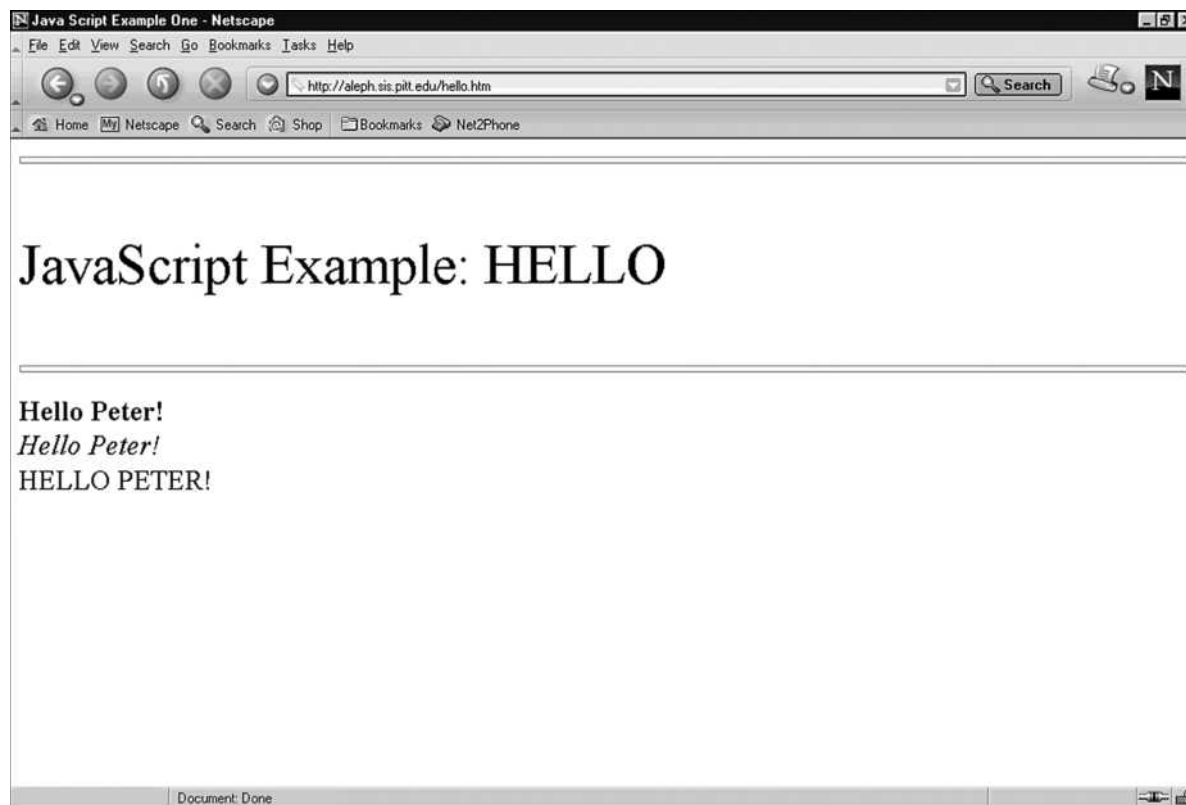 N Java Script Example One - Netscape
File Edit View Search Go Bookmarks Tasks Help
http://aleph.sis.pitt.edu/hello.htm Search N
Home My Netscape Search Shop Bookmarks Net2Phone
JavaScript Example: HELLO
Hello Peter!
Hello Peter!
HELLO PETER!
Document: Done